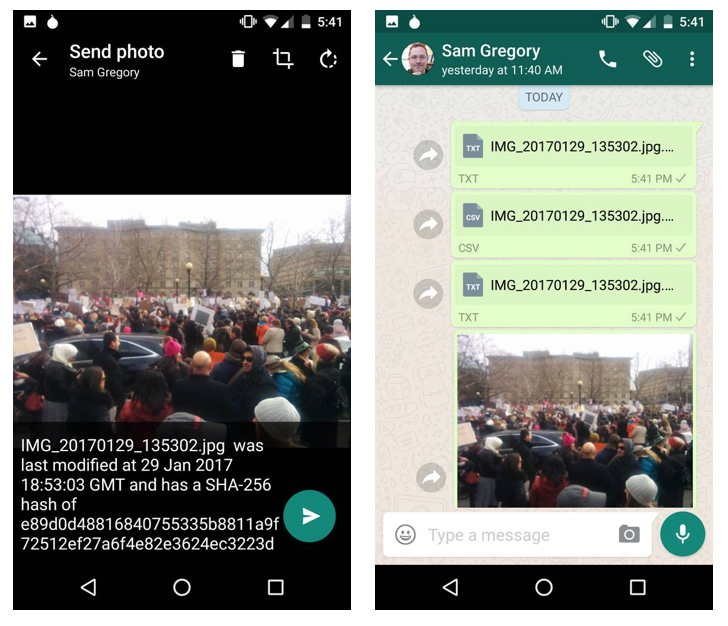 5:41
Send photo
Sam Gregory
IMG_20170129_135302.jpg was
last modified at 29 Jan 2017
18:53:03 GMT and has a SHA-256
hash of
e89d0d48816840755335b8811a9f
72512ef27a6f4e82e3624ec3223d
5:41
Sam Gregory
yesterday at 11:40 AM
TODAY
TXT IMG_20170129_135302.jpg....
TXT 5:41 PM
CSV IMG_20170129_135302.jpg....
CSV 5:41 PM
TXT IMG_20170129_135302.jpg....
TXT 5:41 PM
Type a message